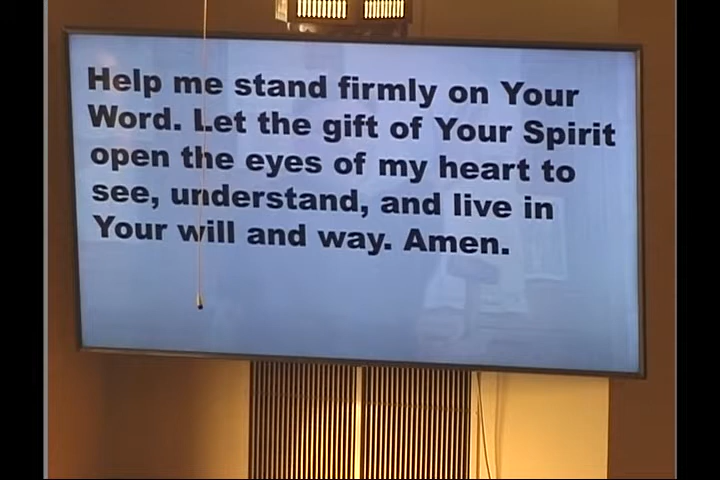 Help me stand firmly on Your
Word. Let the gift of Your Spirit
open the eyes of my heart to
see, understand, and live in
Your will and way. Amen.